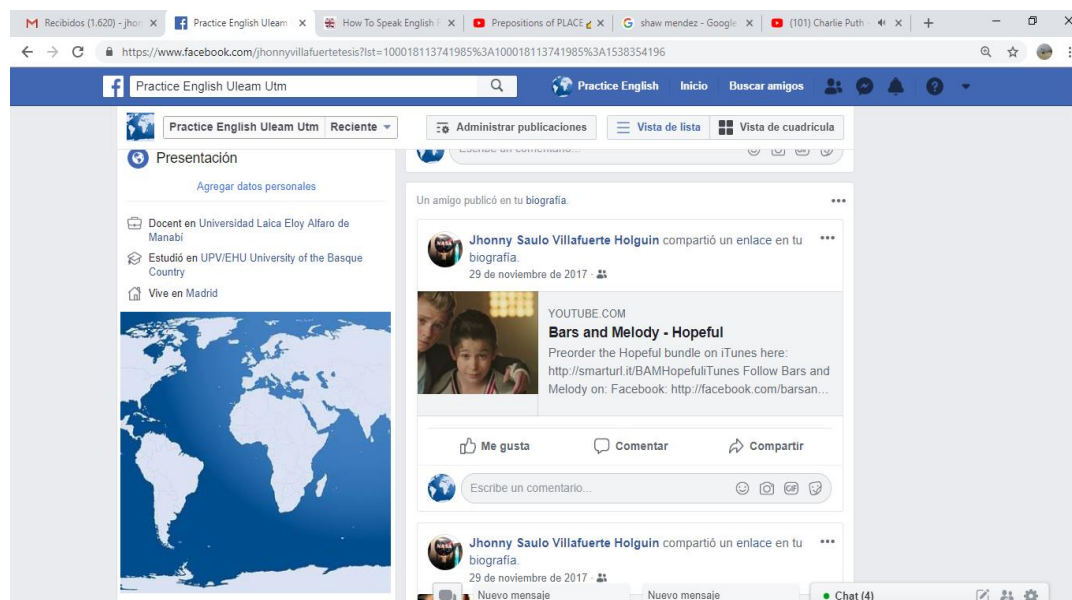 Recibidos (1.620) - jhon
Practice English Uleam
How To Speak English F
Prepositions of PLACE
shaw mendez - Google
(101) Charlie Puth -
https://www.facebook.com/jhonnyvillafuertetesis?lst=100018113741985%3A100018113741985%3A1538354196
Practice English Uleam Utm
Practice English
Inicio
Buscar amigos
Practice English Uleam Utm
Reciente
Administrar publicaciones
Vista de lista
Vista de cuadrícula
Presentación
Agregar datos personales
Docent en Universidad Laica Eloy Alfaro de
Manabí
Estudió en UPV/EHU University of the Basque
Country
Vive en Madrid
Escribe un comentario...
Un amigo publicó en tu biografía.
Jhonny Saulo Villafuerte Holguin compartió un enlace en tu
biografía.
29 de noviembre de 2017 ·
YOUTUBE.COM
Bars and Melody - Hopeful
Preorder the Hopeful bundle on iTunes here:
http://smarturl.it/BAMHopefuliTunes Follow Bars and
Melody on: Facebook: http://facebook.com/barsan...
Me gusta
Comentar
Compartir
Escribe un comentario...
GIF
Jhonny Saulo Villafuerte Holguin compartió un enlace en tu
biografía.
29 de noviembre de 2017 ·
Nuevo mensaje
Nuevo mensaje
Chat (4)